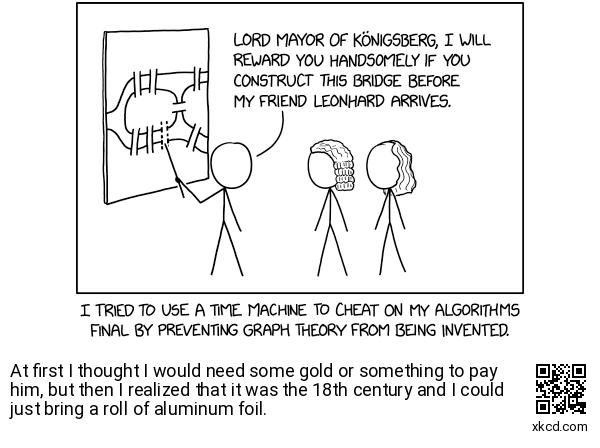 LORD MAYOR OF KÖNIGSBERG, I WILL
REWARD YOU HANDSOMELY IF YOU
CONSTRUCT THIS BRIDGE BEFORE
MY FRIEND LEONHARD ARRIVES.
I TRIED TO USE A TIME MACHINE TO CHEAT ON MY ALGORITHMS
FINAL BY PREVENTING GRAPH THEORY FROM BEING INVENTED.
At first I thought I would need some gold or something to pay
him, but then I realized that it was the 18th century and I could
just bring a roll of aluminum foil.
xkcd.com